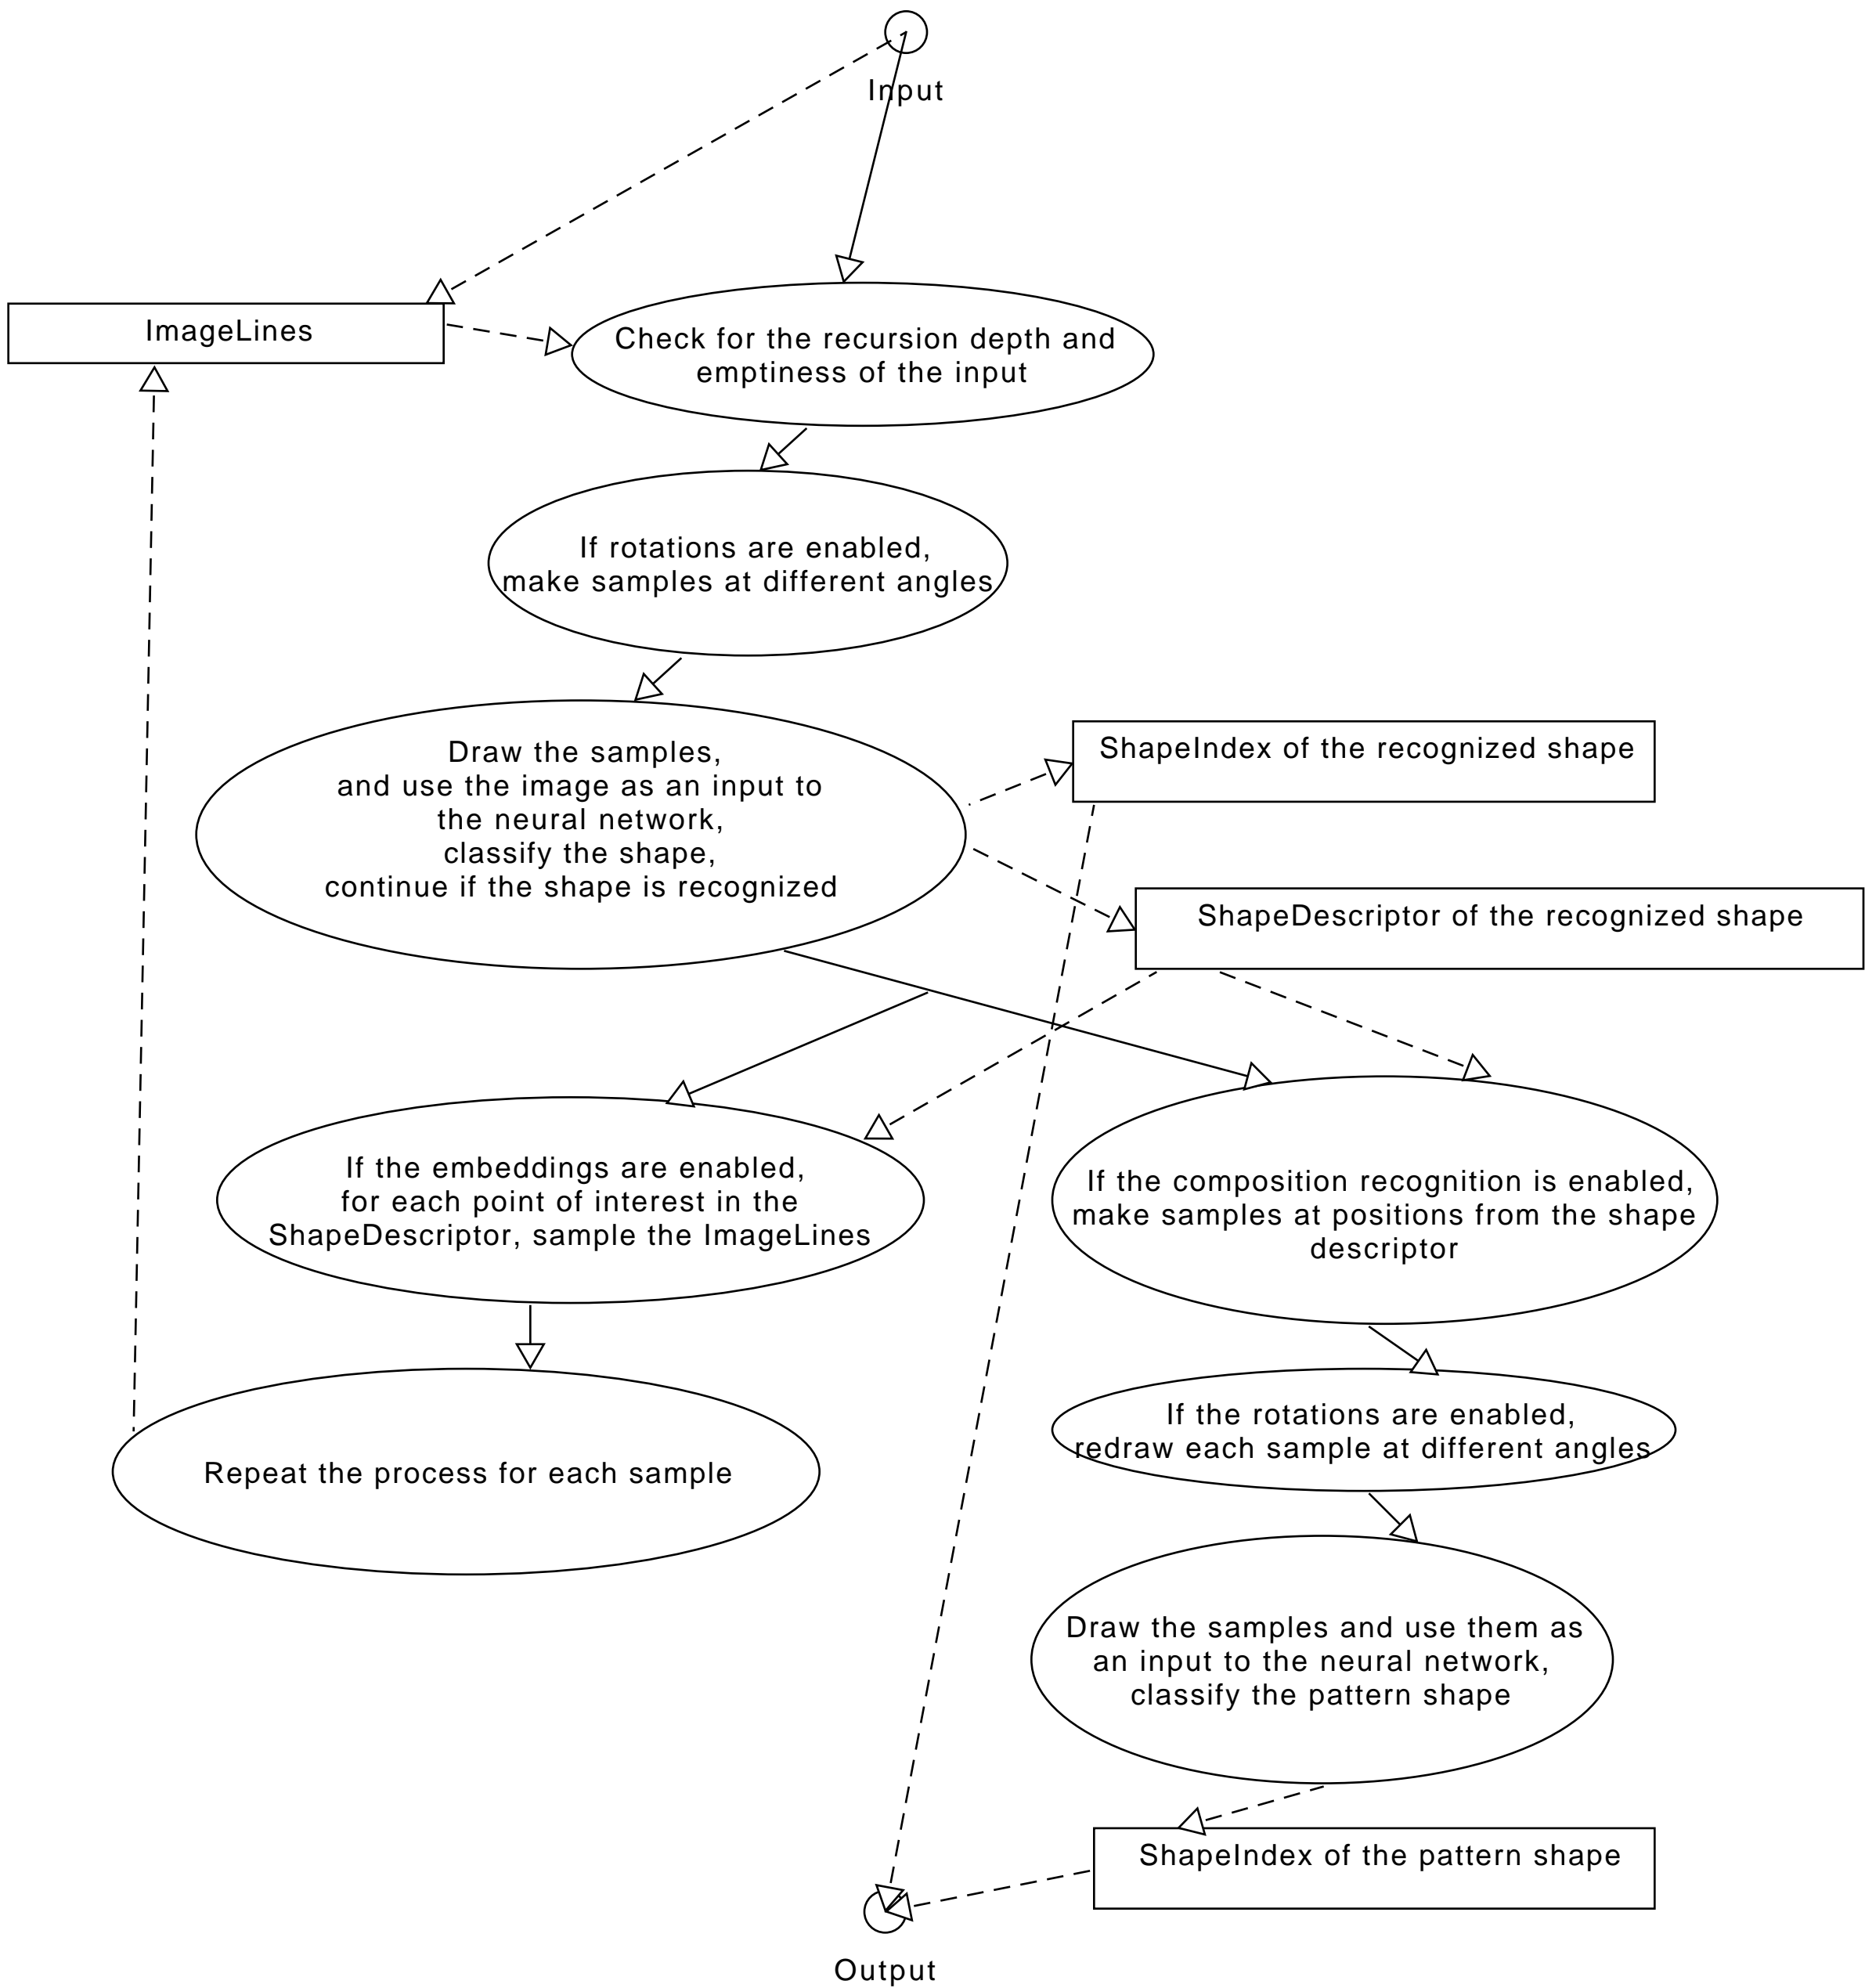 Input
ImageLines
Check for the recursion depth and
emptiness of the input
If rotations are enabled,
make samples at different angles
Draw the samples,
and use the image as an input to
the neural network,
classify the shape,
continue if the shape is recognized
ShapeIndex of the recognized shape
ShapeDescriptor of the recognized shape
If the embeddings are enabled,
for each point of interest in the
ShapeDescriptor, sample the ImageLines
If the composition recognition is enabled,
make samples at positions from the shape
descriptor
Repeat the process for each sample
If the rotations are enabled,
redraw each sample at different angles
Draw the samples and use them as
an input to the neural network,
classify the pattern shape
ShapeIndex of the pattern shape
Output